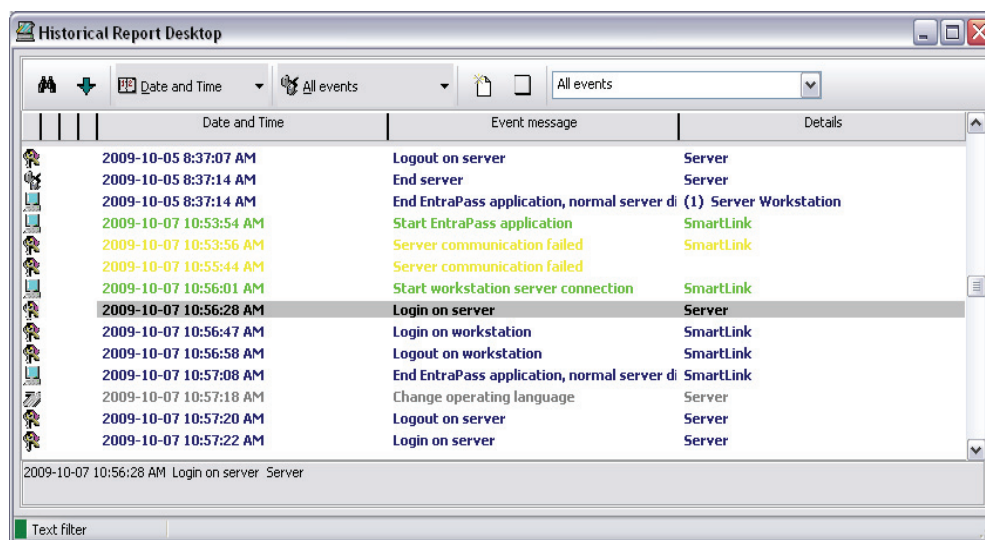 Historical Report Desktop
Date and Time All events All events
Date and Time Event message Details
2009-10-05 8:37:07 AM Logout on server Server
2009-10-05 8:37:14 AM End server Server
2009-10-05 8:37:14 AM End EntraPass application, normal server di (1) Server Workstation
2009-10-07 10:53:54 AM Start EntraPass application SmartLink
2009-10-07 10:53:56 AM Server communication failed SmartLink
2009-10-07 10:55:44 AM Server communication failed
2009-10-07 10:56:01 AM Start workstation server connection SmartLink
2009-10-07 10:56:28 AM Login on server Server
2009-10-07 10:56:47 AM Login on workstation SmartLink
2009-10-07 10:56:58 AM Logout on workstation SmartLink
2009-10-07 10:57:08 AM End EntraPass application, normal server di SmartLink
2009-10-07 10:57:18 AM Change operating language Server
2009-10-07 10:57:20 AM Logout on server Server
2009-10-07 10:57:22 AM Login on server Server
2009-10-07 10:56:28 AM Login on server Server
Text filter